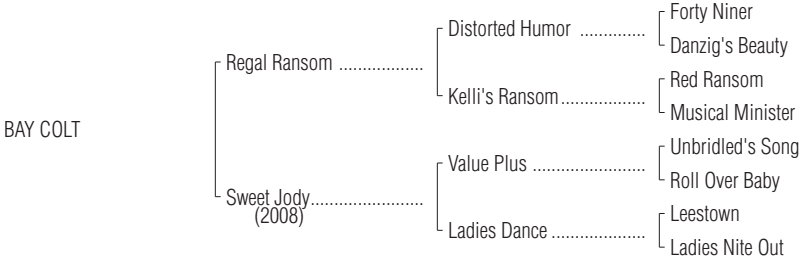 Forty Niner
Distorted Humor ..............
Danzig's Beauty
Regal Ransom ..................
Red Ransom
Kelli's Ransom..................
Musical Minister
BAY COLT
Unbridled's Song
Value Plus ........................
Roll Over Baby
Sweet Jody........................
(2008)
Leestown
Ladies Dance ....................
Ladies Nite Out